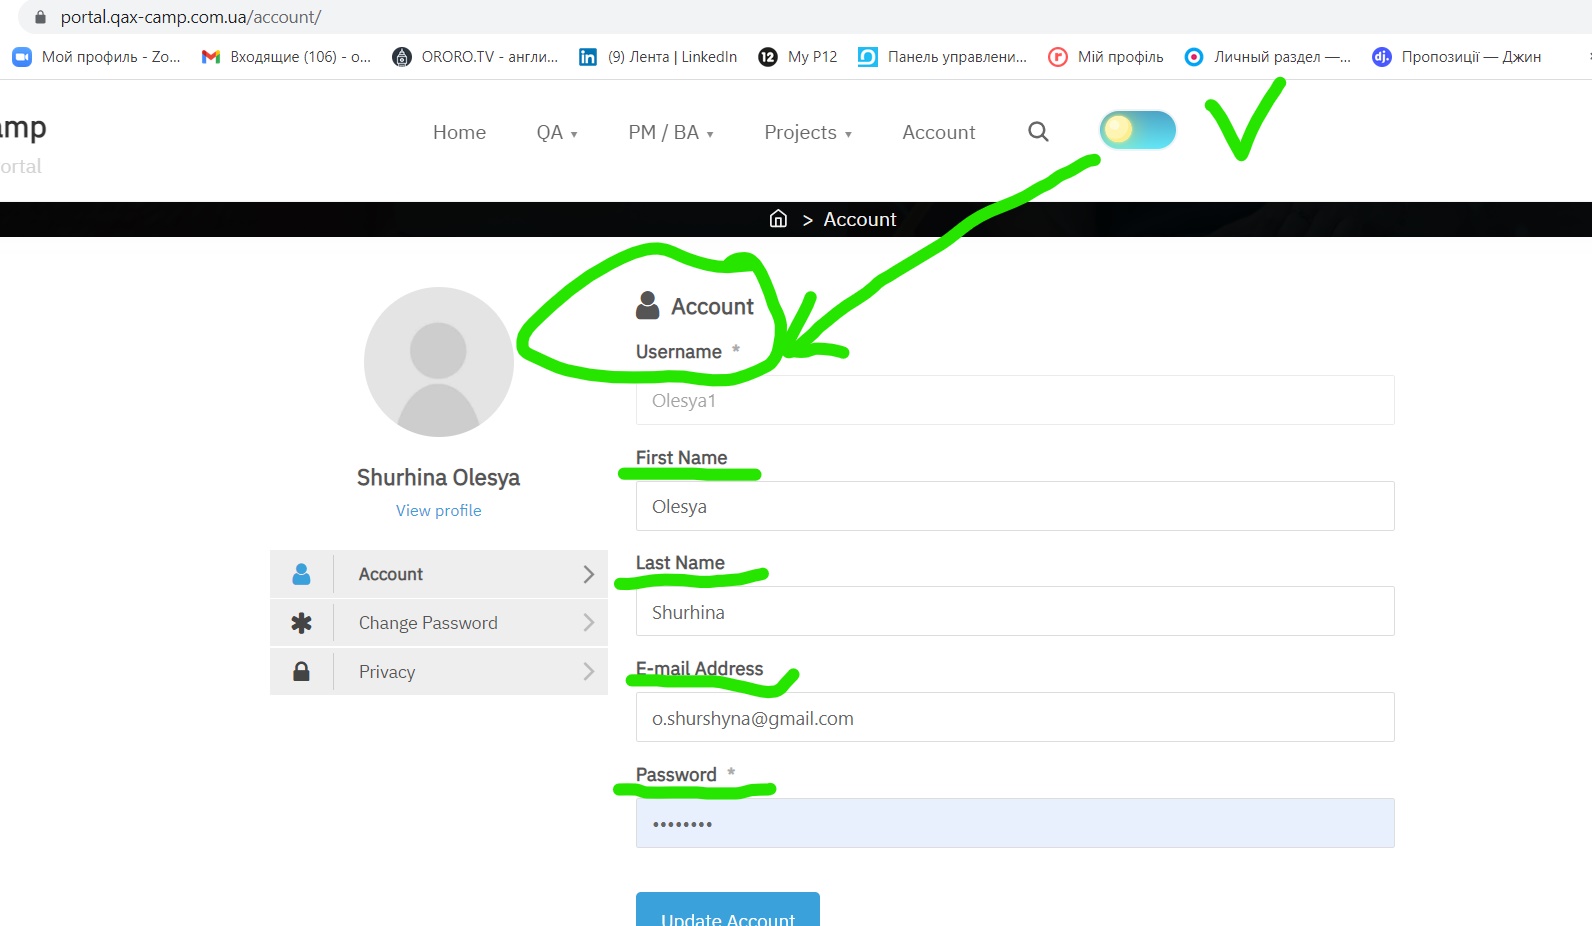 portal.qax-camp.com.ua/account/
Мой профиль - Zo... Входящие (106) - o... ORORO.TV - англи... (9) Лента | LinkedIn 12 My P12 Панель управлени... r Мій профіль Личный раздел —... dj. Пропозиції — Джин
amp
ortal
Home QA PM / BA Projects Account
> Account
Account
Username *
Olesya1
First Name
Olesya
Last Name
Shurhina
E-mail Address
o.shurshyna@gmail.com
Password *
••••••••
Update Account
Shurhina Olesya
View profile
Account
Change Password
Privacy